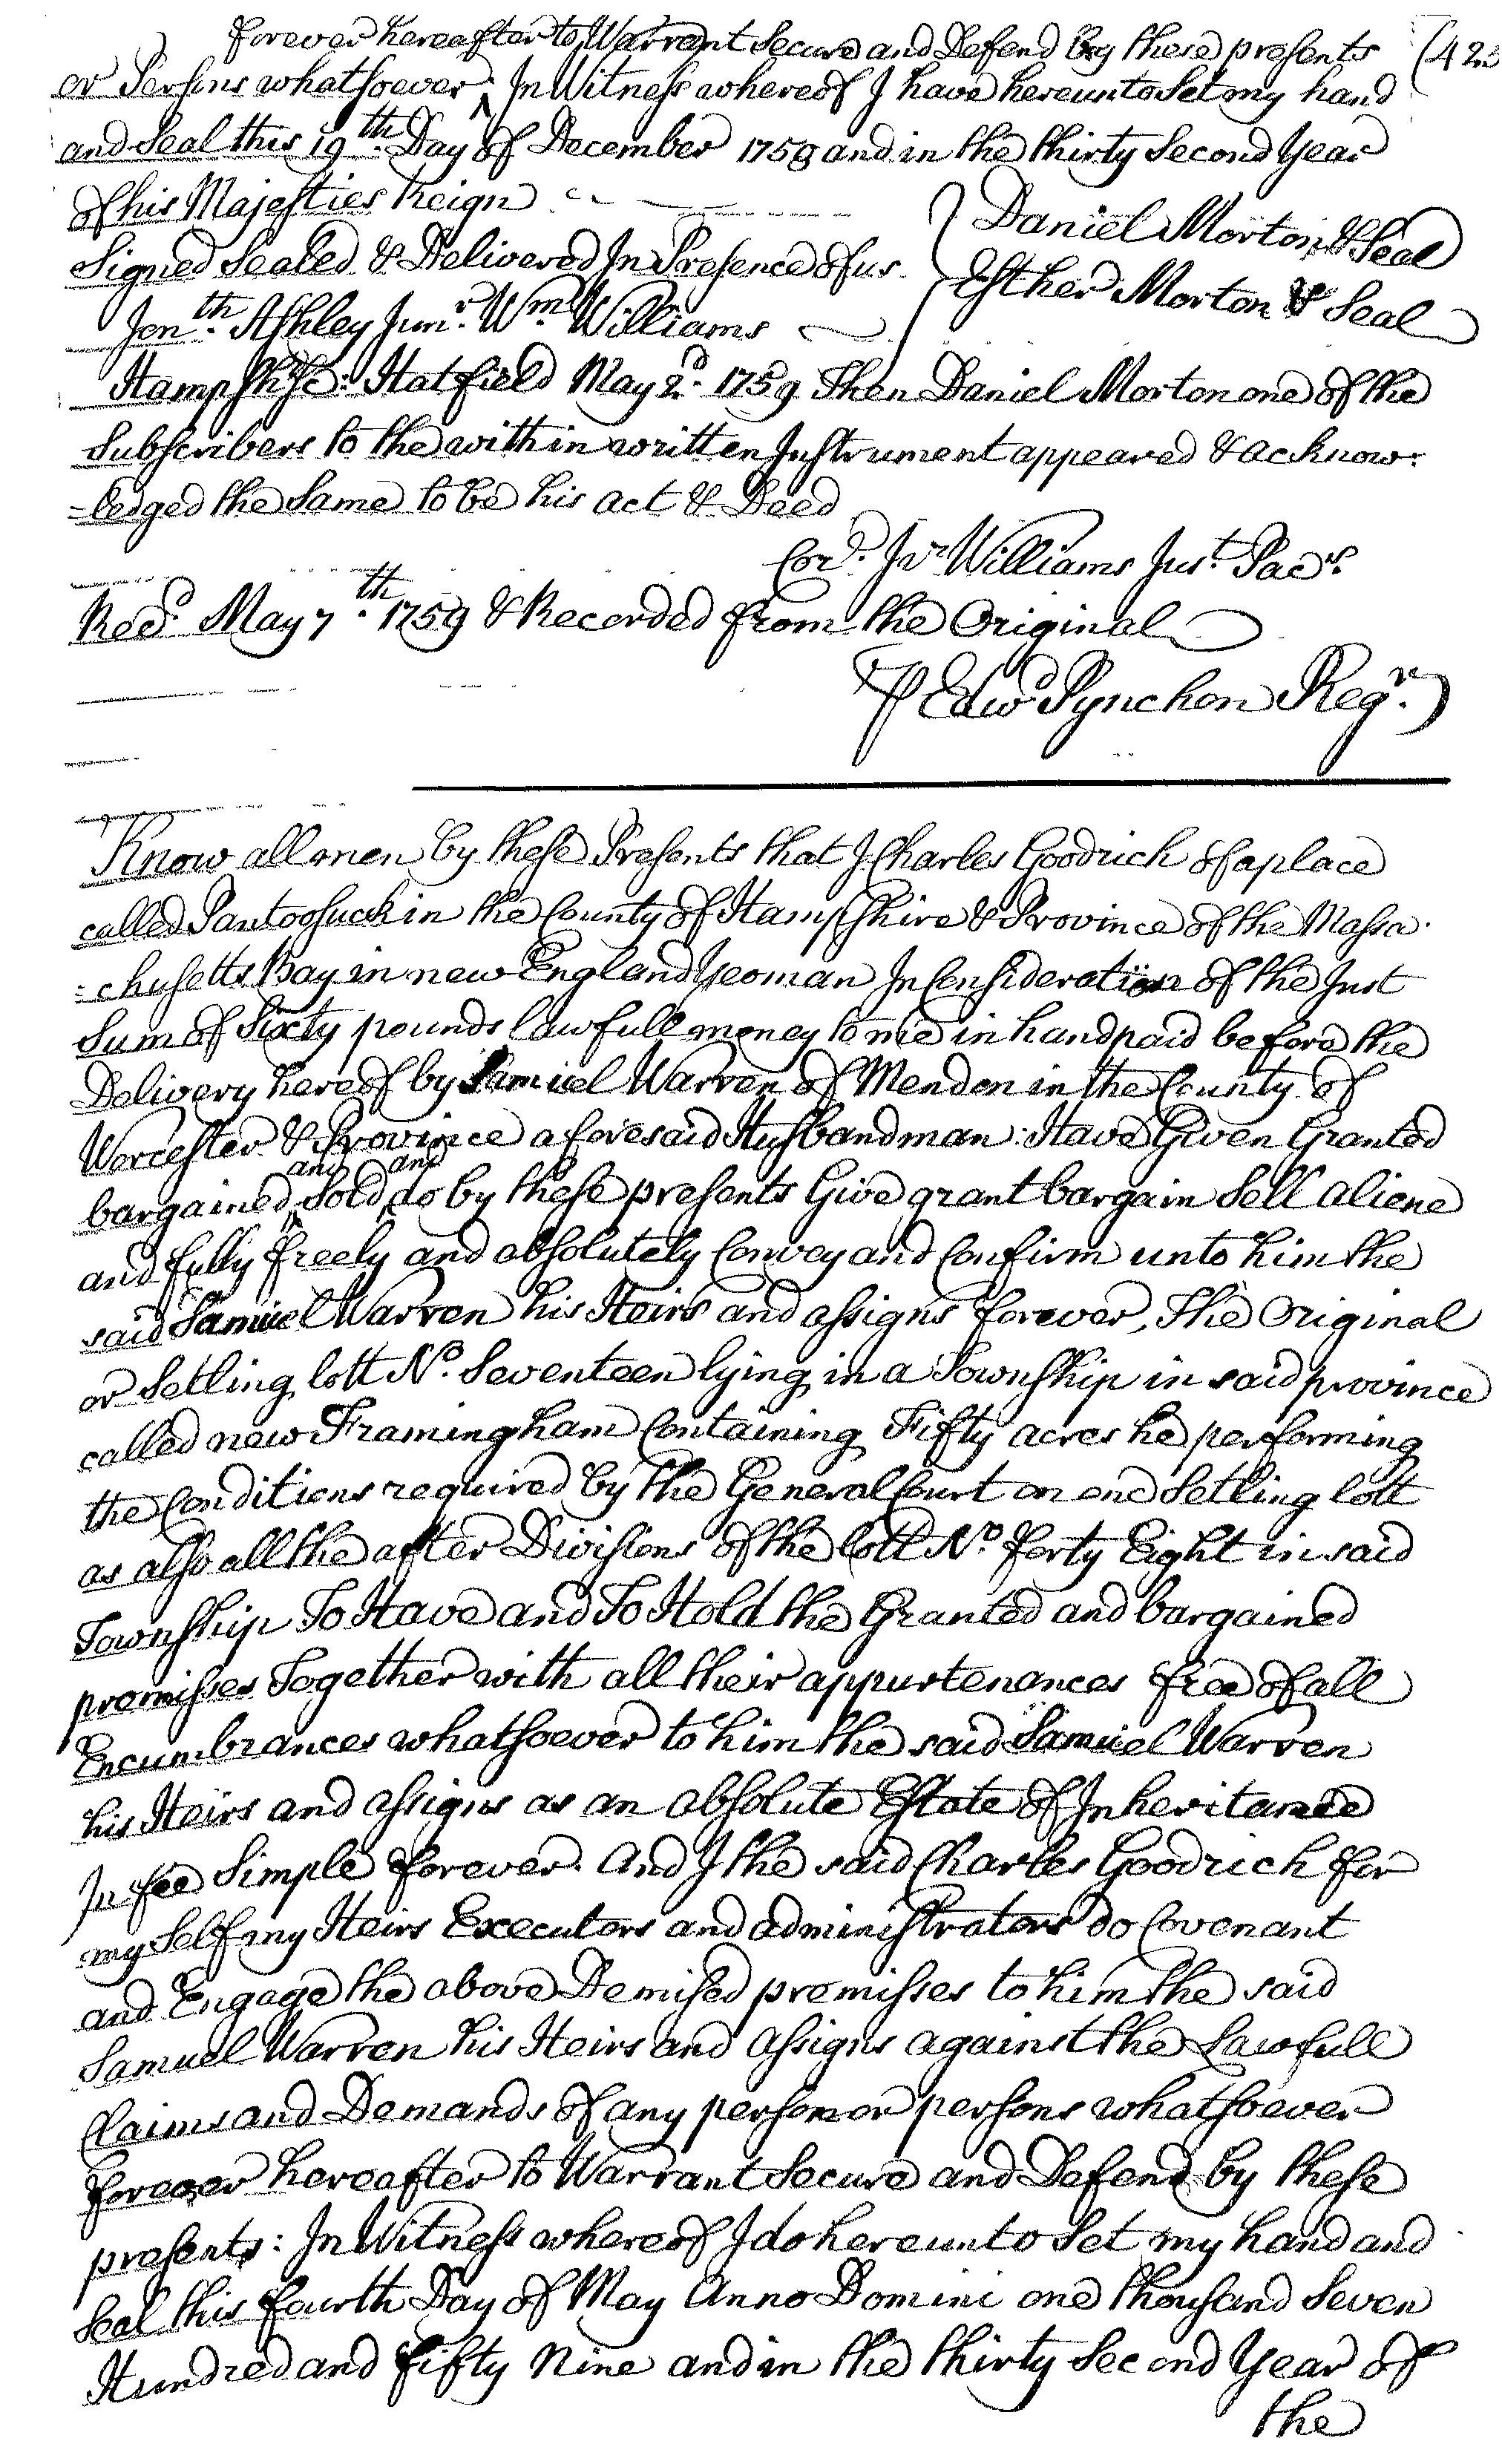 forever hereafter to Warrant Secure and Defend by these presents (423
or Persons whatsoever ‸ In Witness whereof I have hereunto Set my hand
and Seal this 19th. Day of December 1758 and in the thirty Second Year
of his Majesties Reign
Signed Sealed & Delivered In Presence of us
Daniel Morton & Seal
Esther Morton & Seal
Jonth. Ashley Junr. Wm. Williams
Hampshire: Hatfield May 2d. 1759 Then Daniel Morton one of the
Subscribers to the within written Instrument appeared & acknow:
=ledged the Same to be his act & Deed
Cor. Jr. Williams Just. Pacs.
Recd. May 7th. 1759 & Recorded from the Original
Edwd Pynchon Regr.
Know all men by these Presents that I Charles Goodrich of a place
called Pantoosuck in the County of Hampshire & Province of the Massa
=chusetts Bay in new England Yeoman In Consideration of the Just
Sum of Sixty pounds lawfull money to me in hand paid before the
Delivery hereof by Samuel Warren of Mendon in the County of
Worcester & Province aforesaid Husbandman: Have Given Granted
and and
bargained ‸ Sold ‸ do by these presents Give grant bargain Sell aliene
and fully freely and absolutely Convey and Confirm unto him the
said Samuel Warren his Heirs and assigns forever, The Original
or Setling lott No. Seventeen lying in a Township in said province
called new Framingham Containing Fifty acres he performing
the Conditions required by the General Court on one Setling lott
as also all the after Divisions of the lott No. forty Eight in said
Township To Have and To Hold the Granted and bargained
premisses Together with all their appurtenances free of all
Encumbrances whatsoever to him the said Samuel Warren
his Heirs and assigns as an absolute Estate of Inheritance
In fee Simple forever. And I the said Charles Goodrich for
my Self my Heirs Executors and administrators do Covenant
and Engage the above Demised premisses to him the said
Samuel Warren his Heirs and assigns against the Lawfull
Claims and Demands of any person or persons whatsoever
forever hereafter to Warrant Secure and Defend by these
presents: In Witness whereof I do hereunto Set my hand and
Seal this fourth Day of May Anno Domini one thousand Seven
Hundred and fifty Nine and in the thirty Second Year of
the